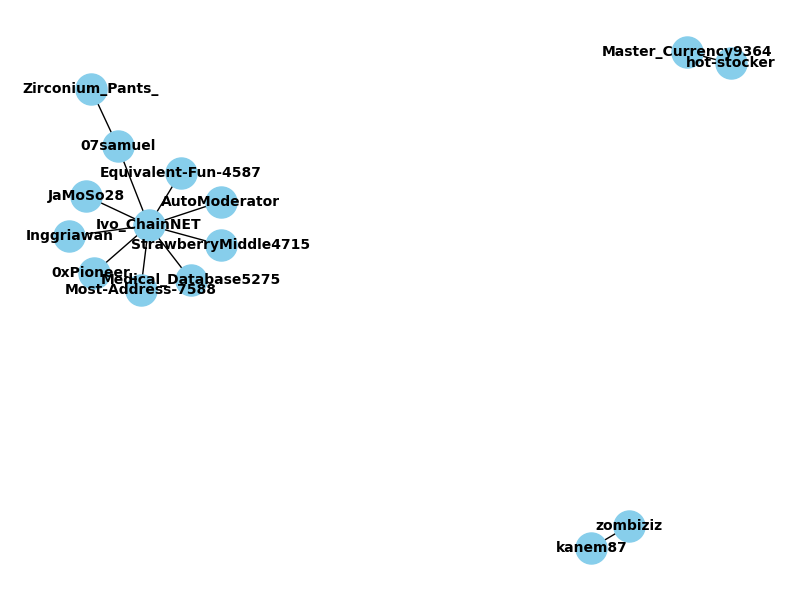 Master_Currency9364
hot-stocker
Zirconium_Pants_
07samuel
Equivalent-Fun-4587
JaMoSo28
AutoModerator
Ivo_ChainNET
Inggriawan
StrawberryMiddle4715
0xPioneer
Medical_Database5275
Most-Address-7588
zombiziz
kanem87